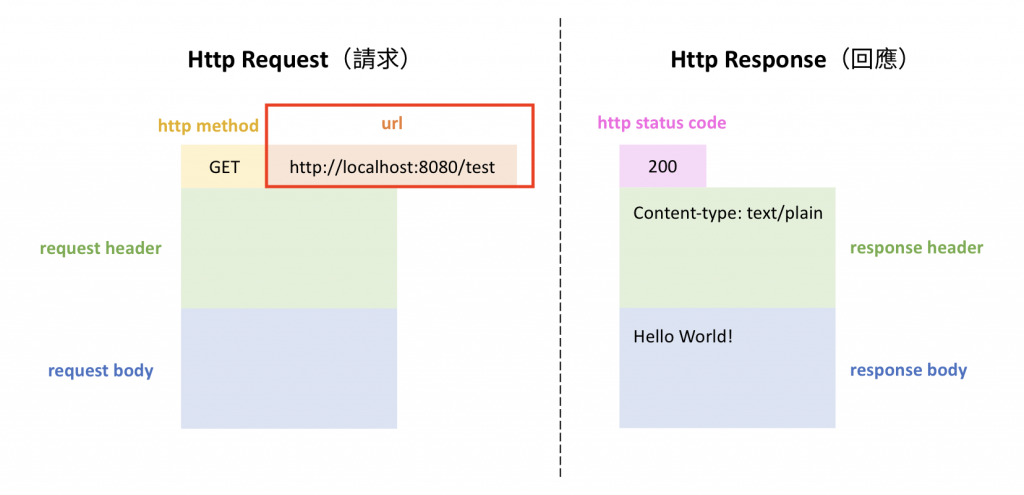 Http Request（請求）
http method
url
GET
http://localhost:8080/test
request header
request body
Http Response（回應）
http status code
200
Content-type: text/plain
response header
Hello World!
response body